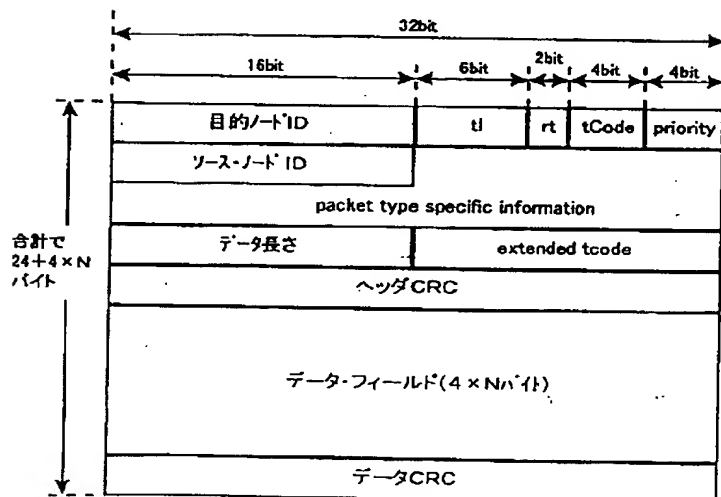 32bit
16bit
6bit
2bit
4bit
4bit
目的ノードID
tl
rt
tCode
priority
ソース・ノードID
packet type specific information
データ長さ
extended tcode
ヘッダCRC
合計で
24+4×N
バイト
データ・フィールド(4×Nバイト)
データCRC